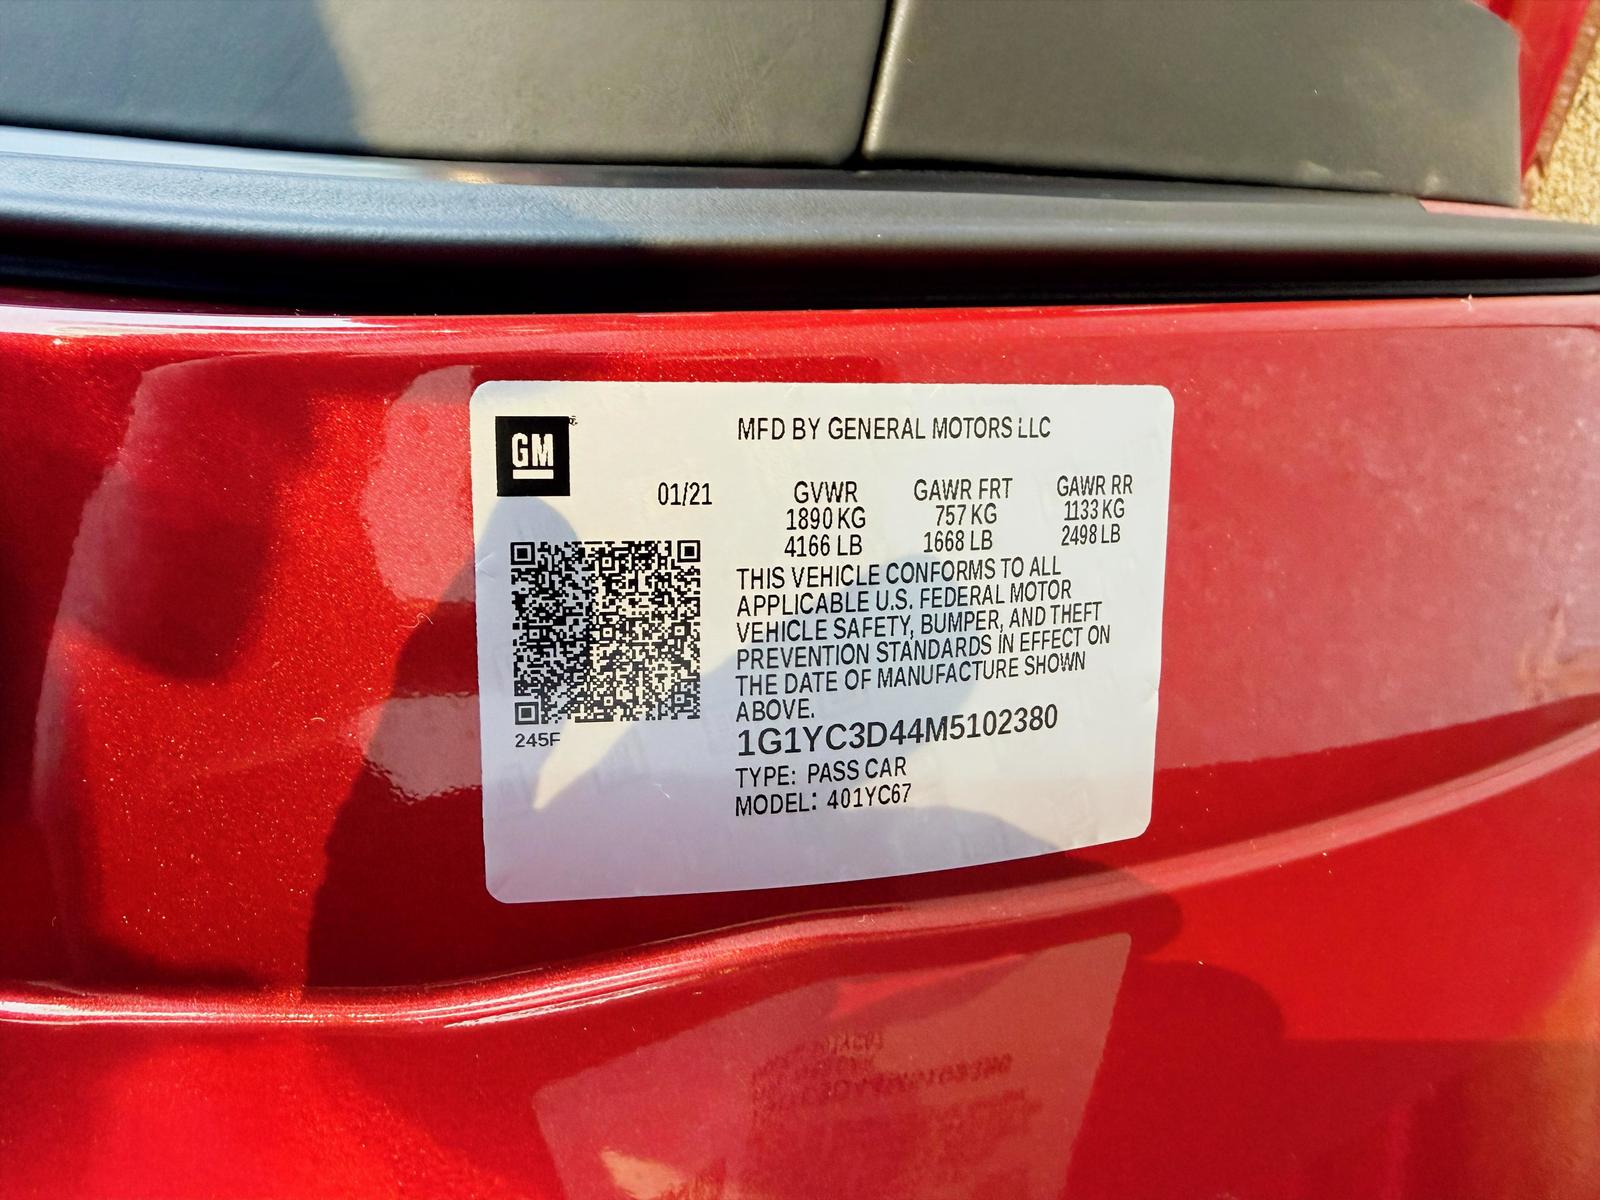 GM
MFD BY GENERAL MOTORS LLC
01/21
GVWR GAWR FRT GAWR RR
1890 KG 757 KG 1133 KG
4166 LB 1668 LB 2498 LB
THIS VEHICLE CONFORMS TO ALL
APPLICABLE U.S. FEDERAL MOTOR
VEHICLE SAFETY, BUMPER, AND THEFT
PREVENTION STANDARDS IN EFFECT ON
THE DATE OF MANUFACTURE SHOWN
ABOVE.
245F
1G1YC3D44M5102380
TYPE: PASS CAR
MODEL: 401YC67